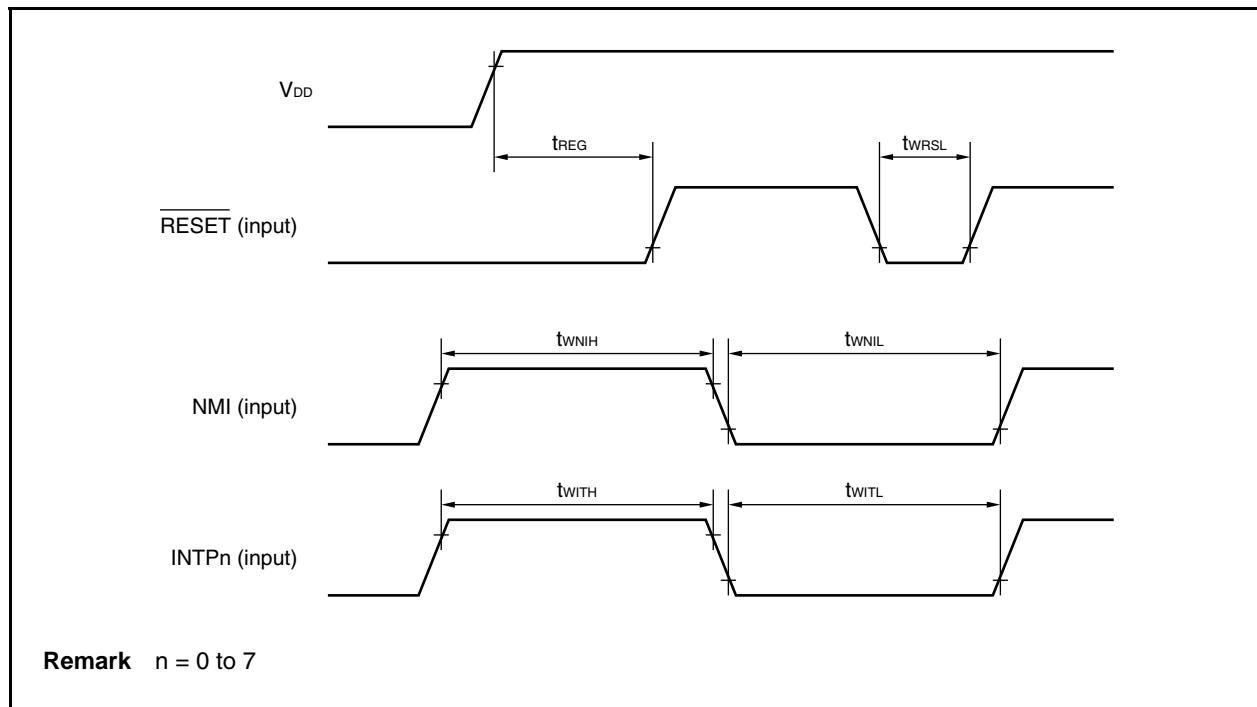 VDD
tREG
tWRSL
RESET (input)
tWNIH
tWNIL
NMI (input)
tWITH
tWITL
INTPn (input)
Remark n = 0 to 7